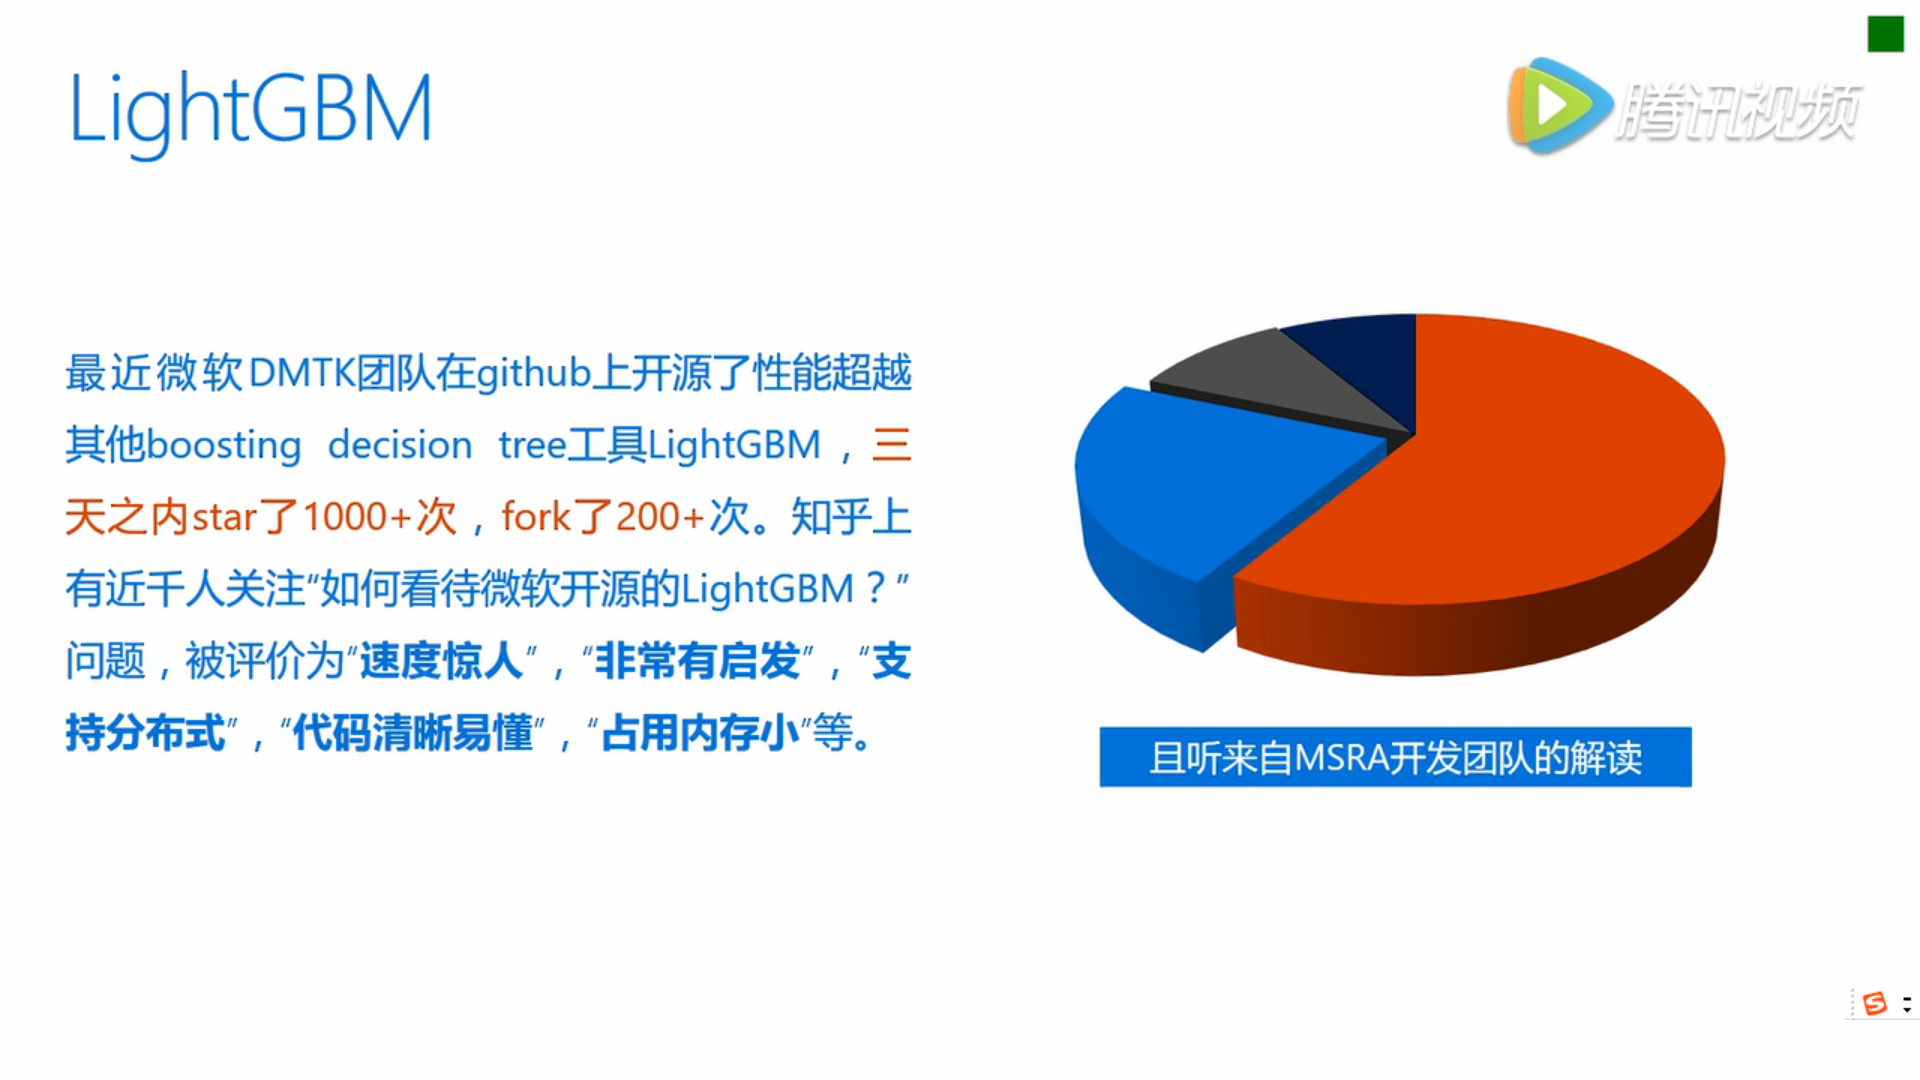 LightGBM
腾讯视频
最近微软DMTK团队在github上开源了性能超越
其他boosting decision tree工具LightGBM，三
天之内star了1000+次，fork了200+次。知乎上
有近千人关注“如何看待微软开源的LightGBM？”
问题，被评价为“速度惊人”，“非常有启发”，“支
持分布式”，“代码清晰易懂”，“占用内存小”等。
且听来自MSRA开发团队的解读